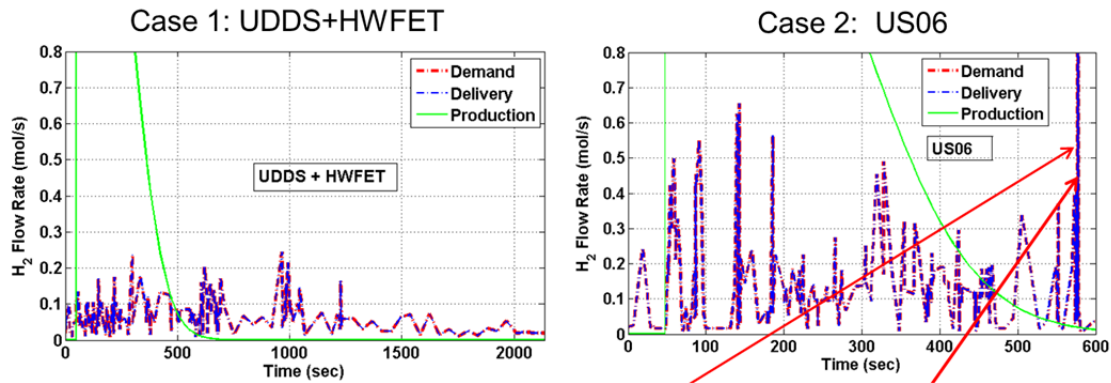 Case 1: UDDS+HWFET
0.8
0.7
0.6
0.5
0.4
0.3
0.2
0.1
0
H2 Flow Rate (mol/s)
Demand
Delivery
Production
UDDS + HWFET
0 500 1000 1500 2000
Time (sec)
Case 2: US06
0.8
0.7
0.6
0.5
0.4
0.3
0.2
0.1
0
H2 Flow Rate (mol/s)
Demand
Delivery
Production
US06
0 100 200 300 400 500 600
Time (sec)